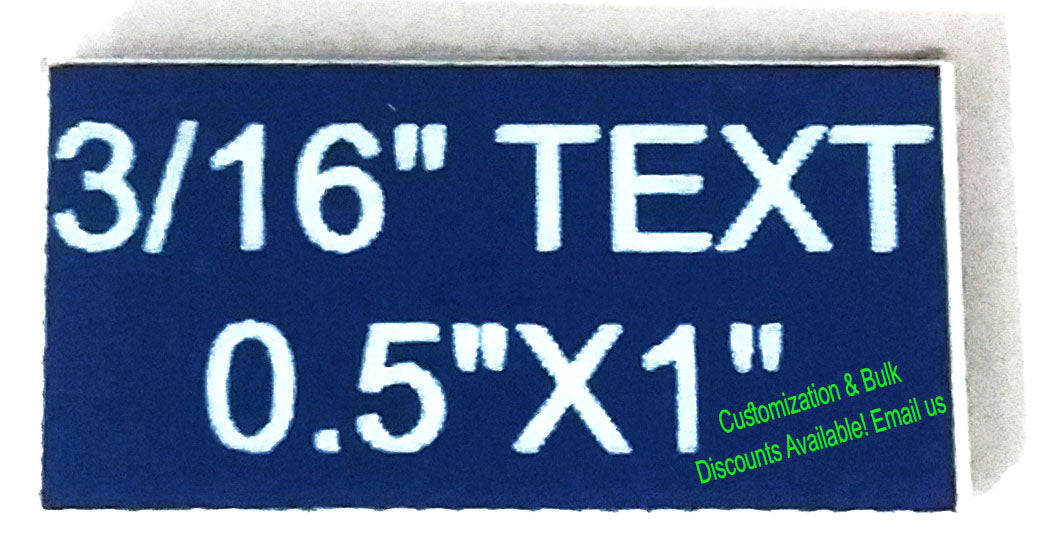 3/16" TEXT
0.5"X1"
Customization & Bulk
Discounts Available! Email us